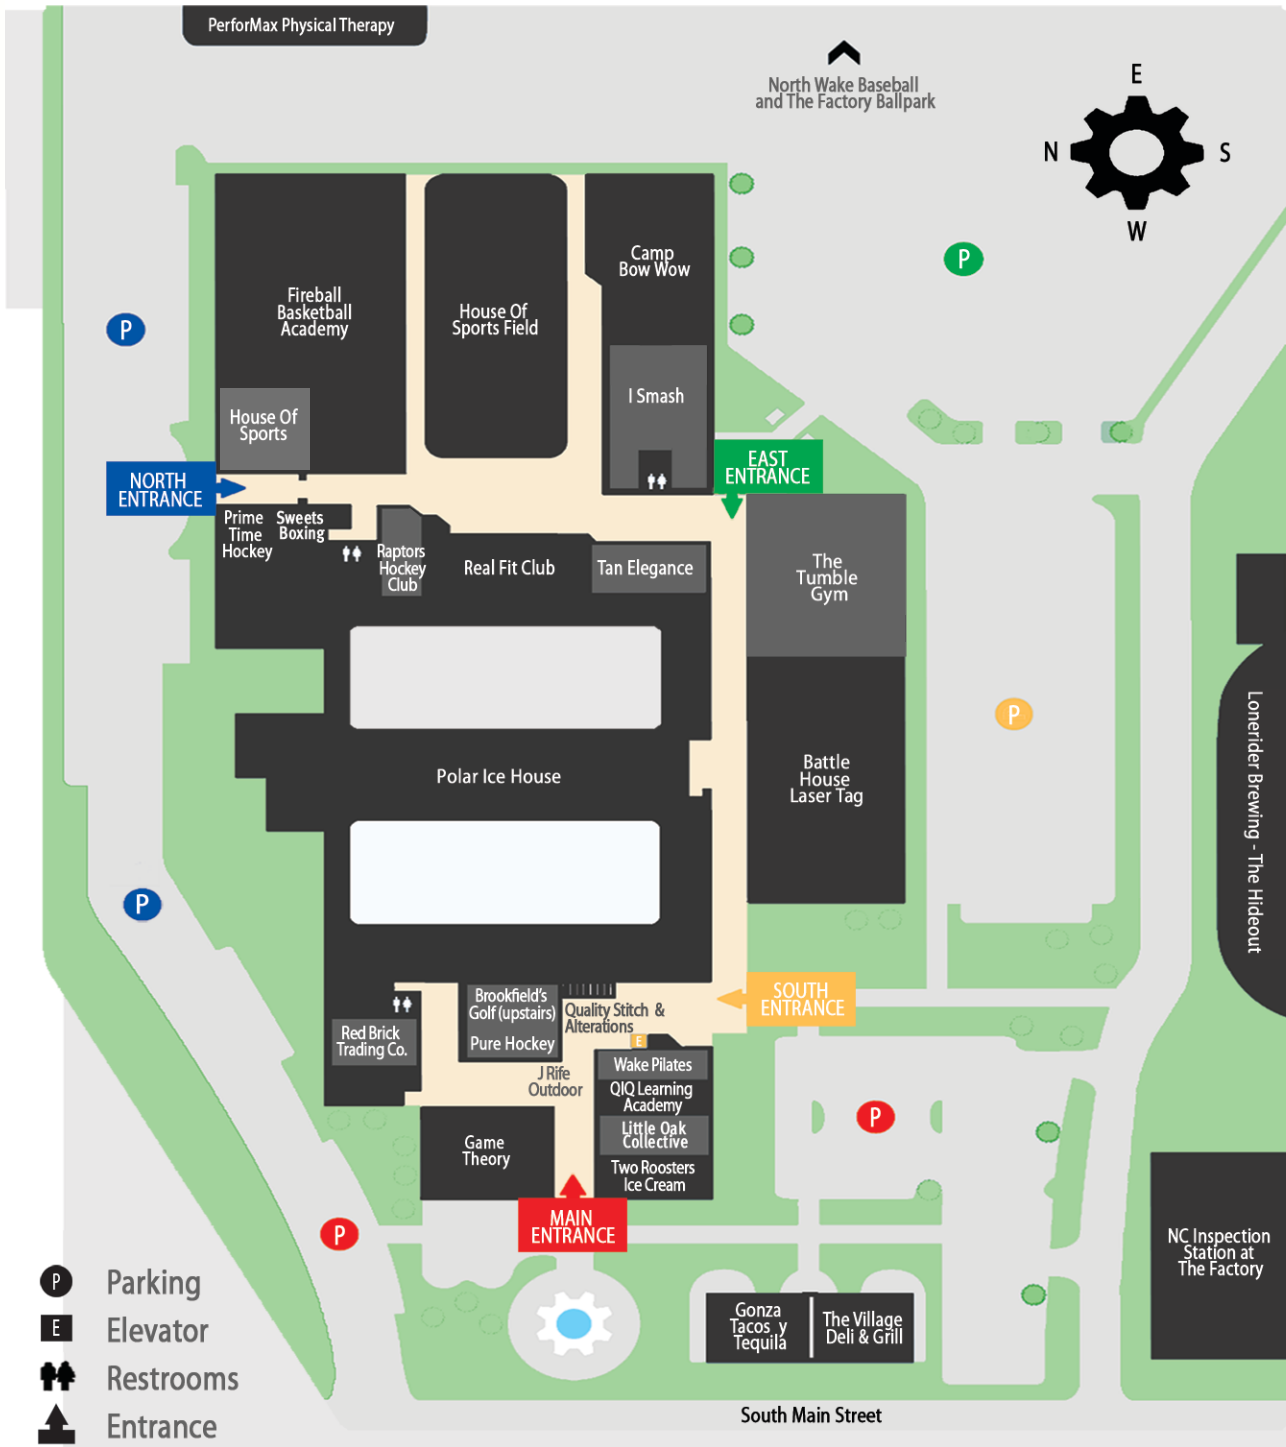 PerforMax Physical Therapy
North Wake Baseball
and The Factory Ballpark
E
N
S
W
P
Camp
Bow Wow
Fireball
Basketball
Academy
House Of
Sports Field
P
I Smash
House Of
Sports
EAST
ENTRANCE
NORTH
ENTRANCE
Prime
Time
Hockey
Sweets
Boxing
Raptors
Hockey
Club
Real Fit Club
Tan Elegance
The
Tumble
Gym
P
Lonerider Brewing - The Hideout
Polar Ice House
Battle
House
Laser Tag
P
SOUTH
ENTRANCE
Brookfield's
Golf (upstairs)
Pure Hockey
Quality Stitch &
Alterations
E
Red Brick
Trading Co.
J Rife
Outdoor
Wake Pilates
QIQ Learning
Academy
Little Oak
Collective
Two Roosters
Ice Cream
P
Game
Theory
MAIN
ENTRANCE
P
NC Inspection
Station at
The Factory
P Parking
E Elevator
Restrooms
Entrance
Gonza
Tacos y
Tequila
The Village
Deli & Grill
South Main Street